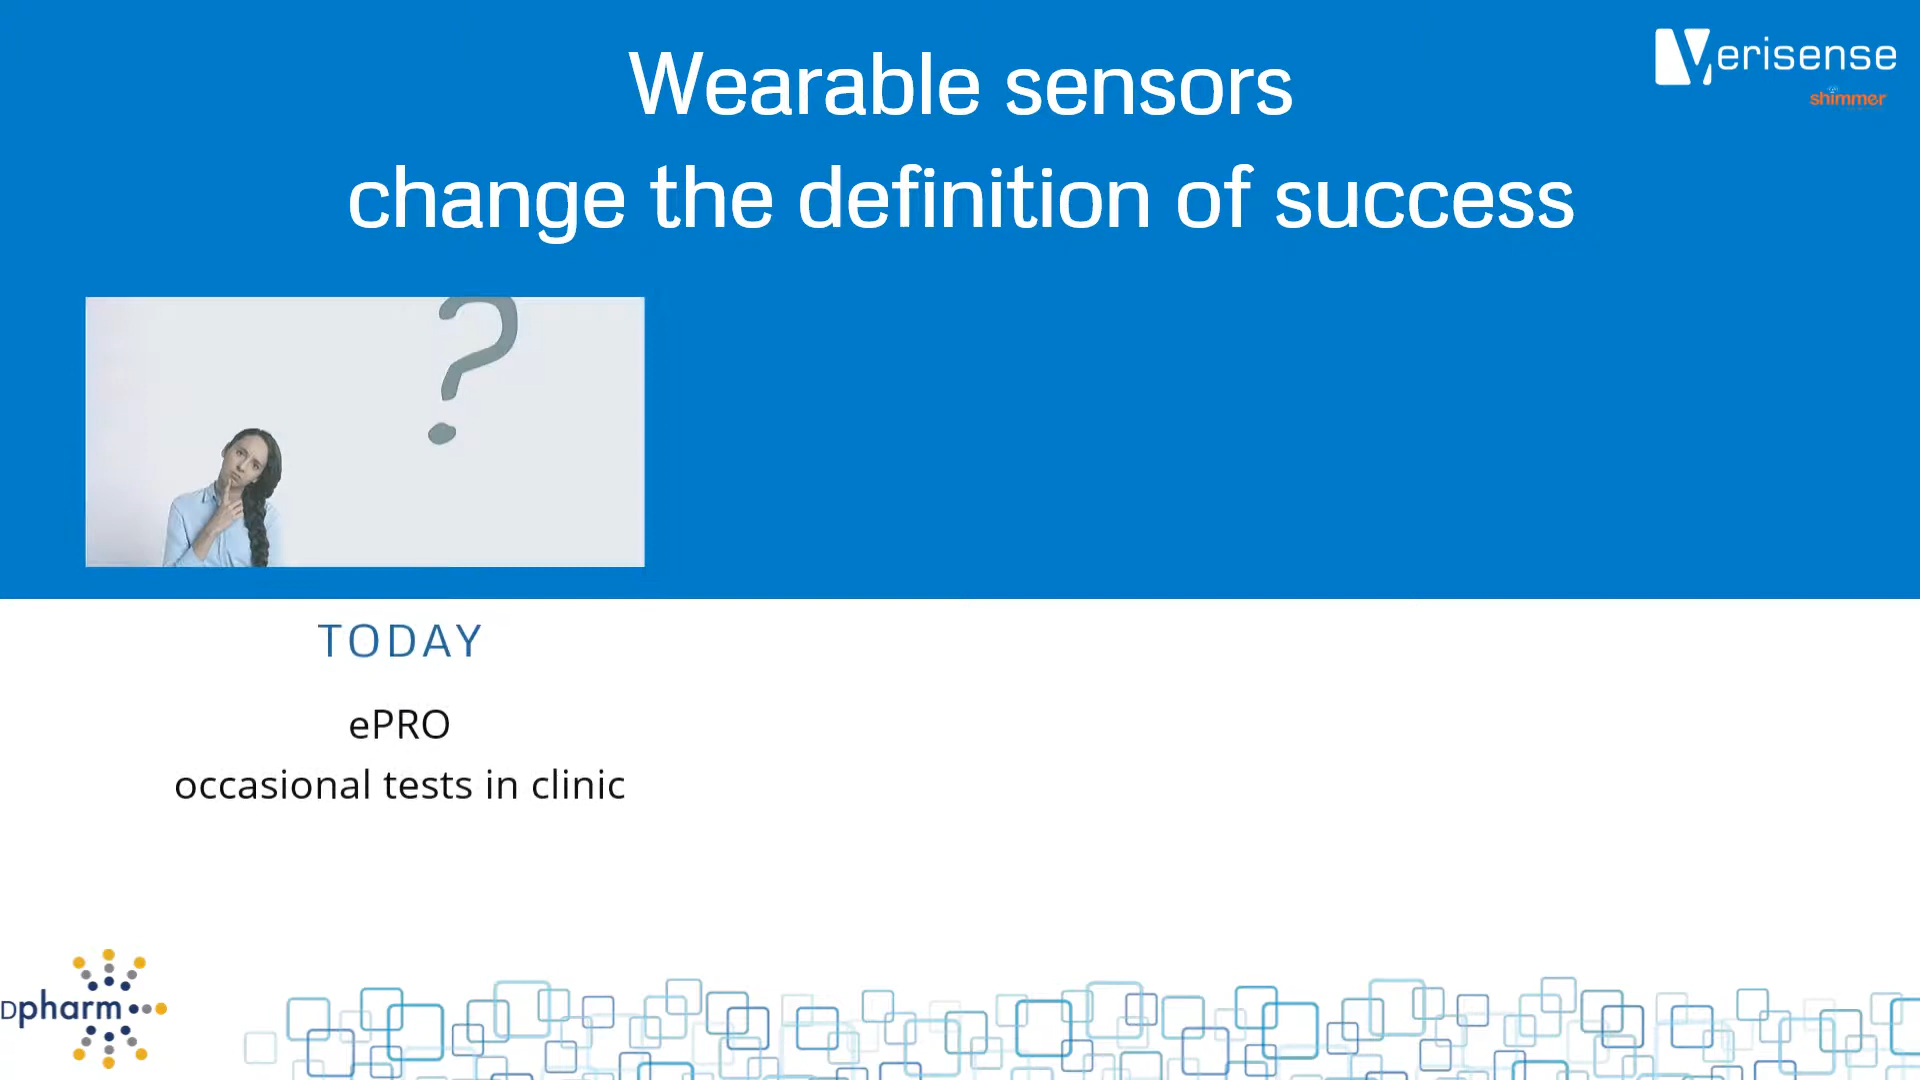 Wearable sensors
change the definition of success
Verisense
shimmer
?
TODAY
ePRO
occasional tests in clinic
Dpharm